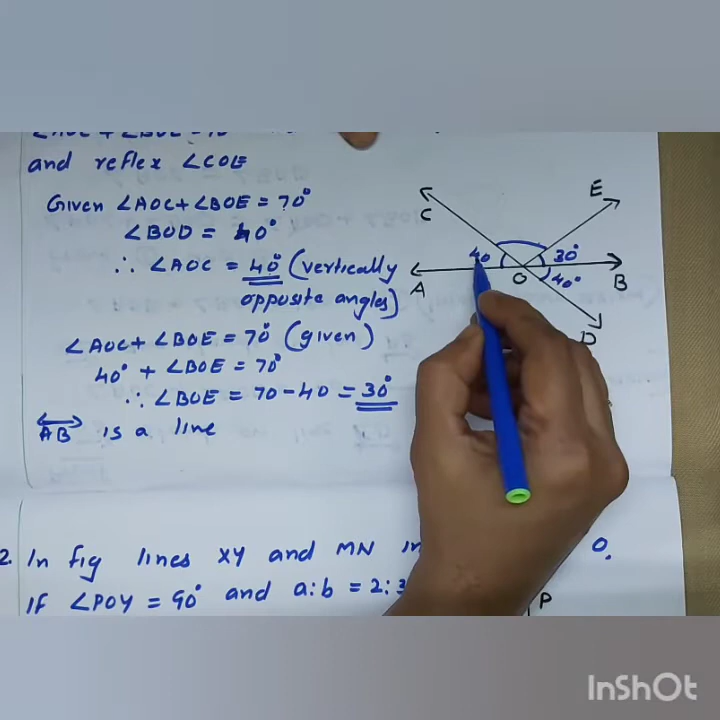 and reflex ∠COE
Given ∠AOC+∠BOE = 70°
∠BOD = 40°
∴ ∠AOC = 40° (vertically
opposite angles)
∠AOC + ∠BOE = 70° (given)
40° + ∠BOE = 70°
∴ ∠BOE = 70 - 40 = 30°
AB is a line
C
E
40
30°
A
O
40°
B
D
2. In fig lines XY and MN in
O.
If ∠POY = 90° and a:b = 2:3
P
InShOt